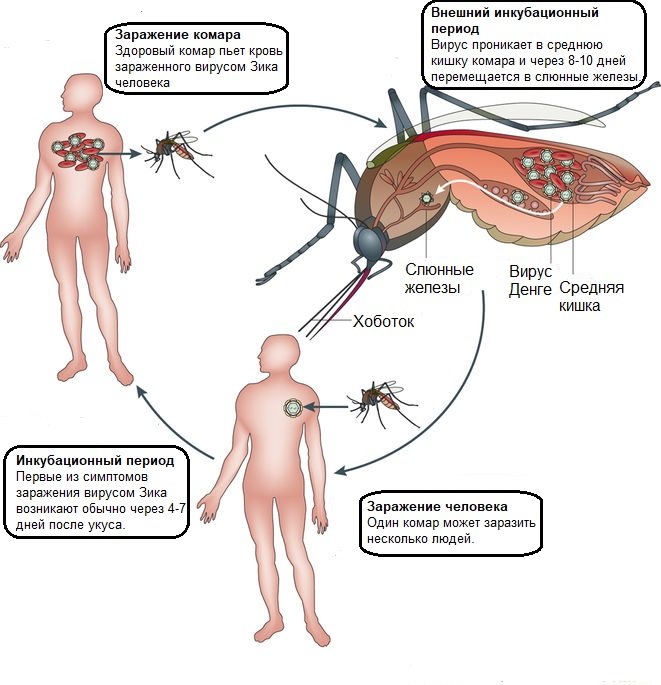 Заражение комара
Здоровый комар пьет кровь
зараженного вирусом Зика
человека
Внешний инкубационный
период
Вирус проникает в среднюю
кишку комара и через 8-10 дней
перемещается в слюнные железы.
Слюнные
железы
Вирус
Денге
Средняя
кишка
Хоботок
Инкубационный период
Первые из симптомов
заражения вирусом Зика
возникают обычно через 4-7
дней после укуса.
Заражение человека
Один комар может заразить
несколько людей.